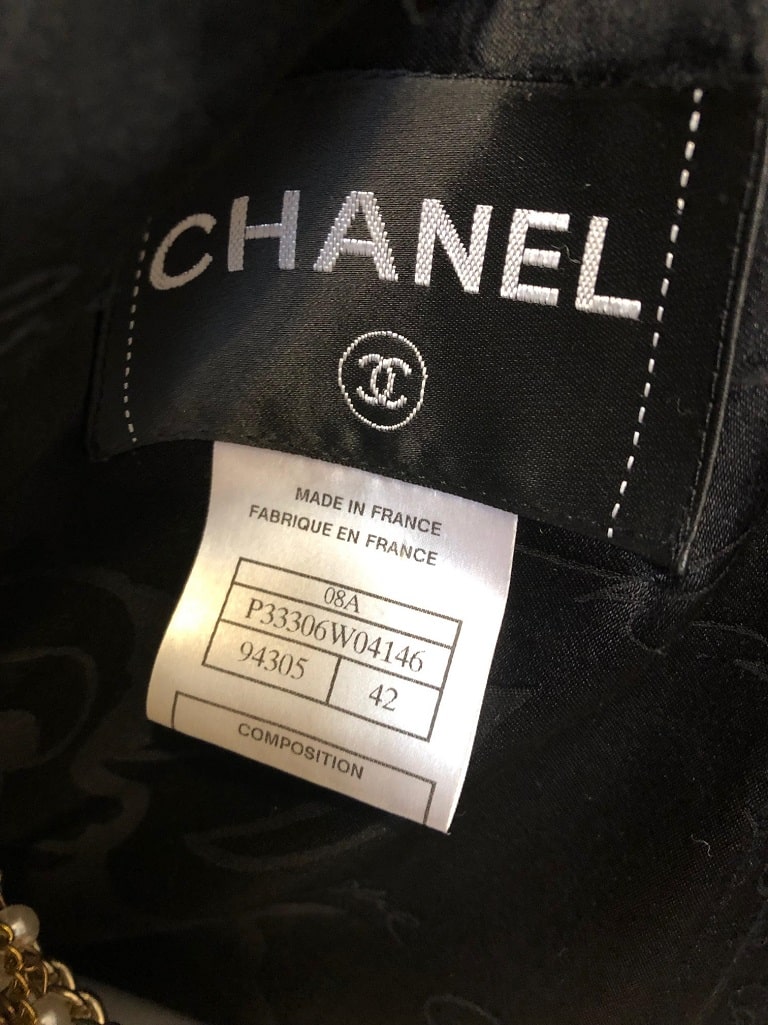 CHANEL
MADE IN FRANCE
FABRIQUE EN FRANCE
08A
P33306W04146
94305 42
COMPOSITION